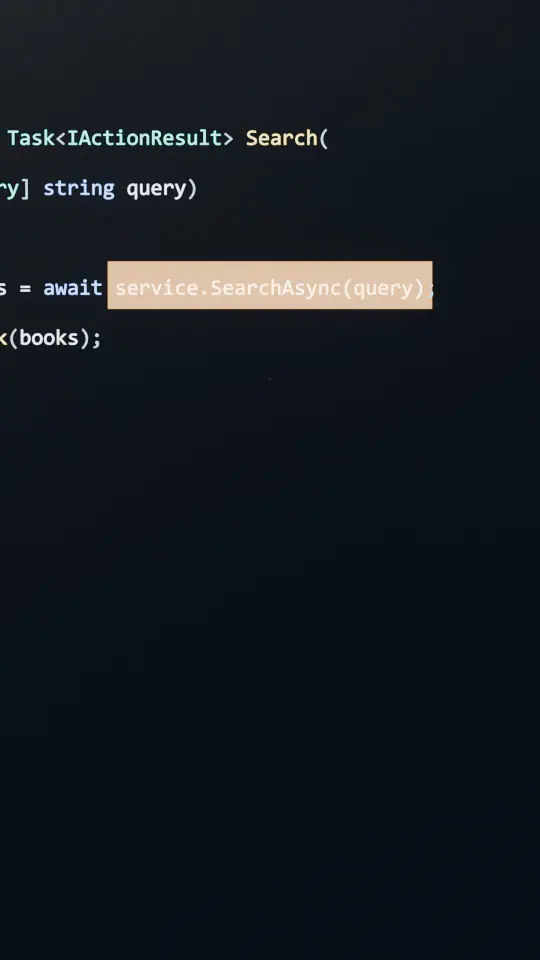 Task<IActionResult> Search(
ry] string query)
s = await service.SearchAsync(query);
k(books);